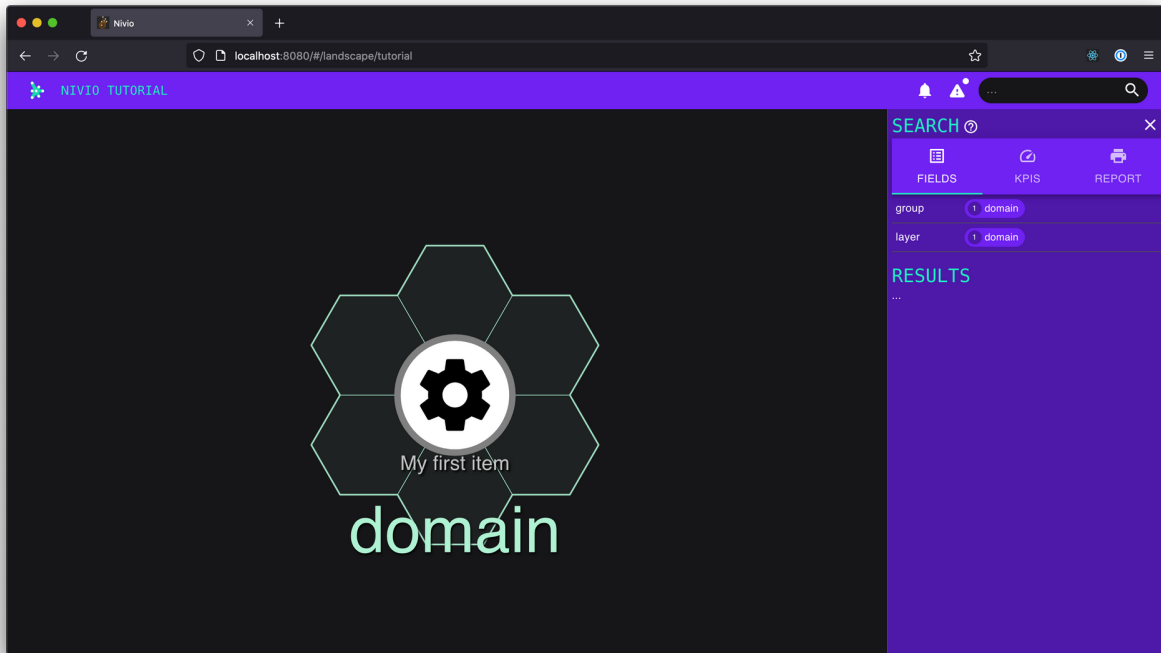 Nivio
localhost:8080/#/landscape/tutorial
NIVIO TUTORIAL
...
SEARCH
FIELDS KPIS REPORT
group 1 domain
layer 1 domain
RESULTS
...
My first item
domain